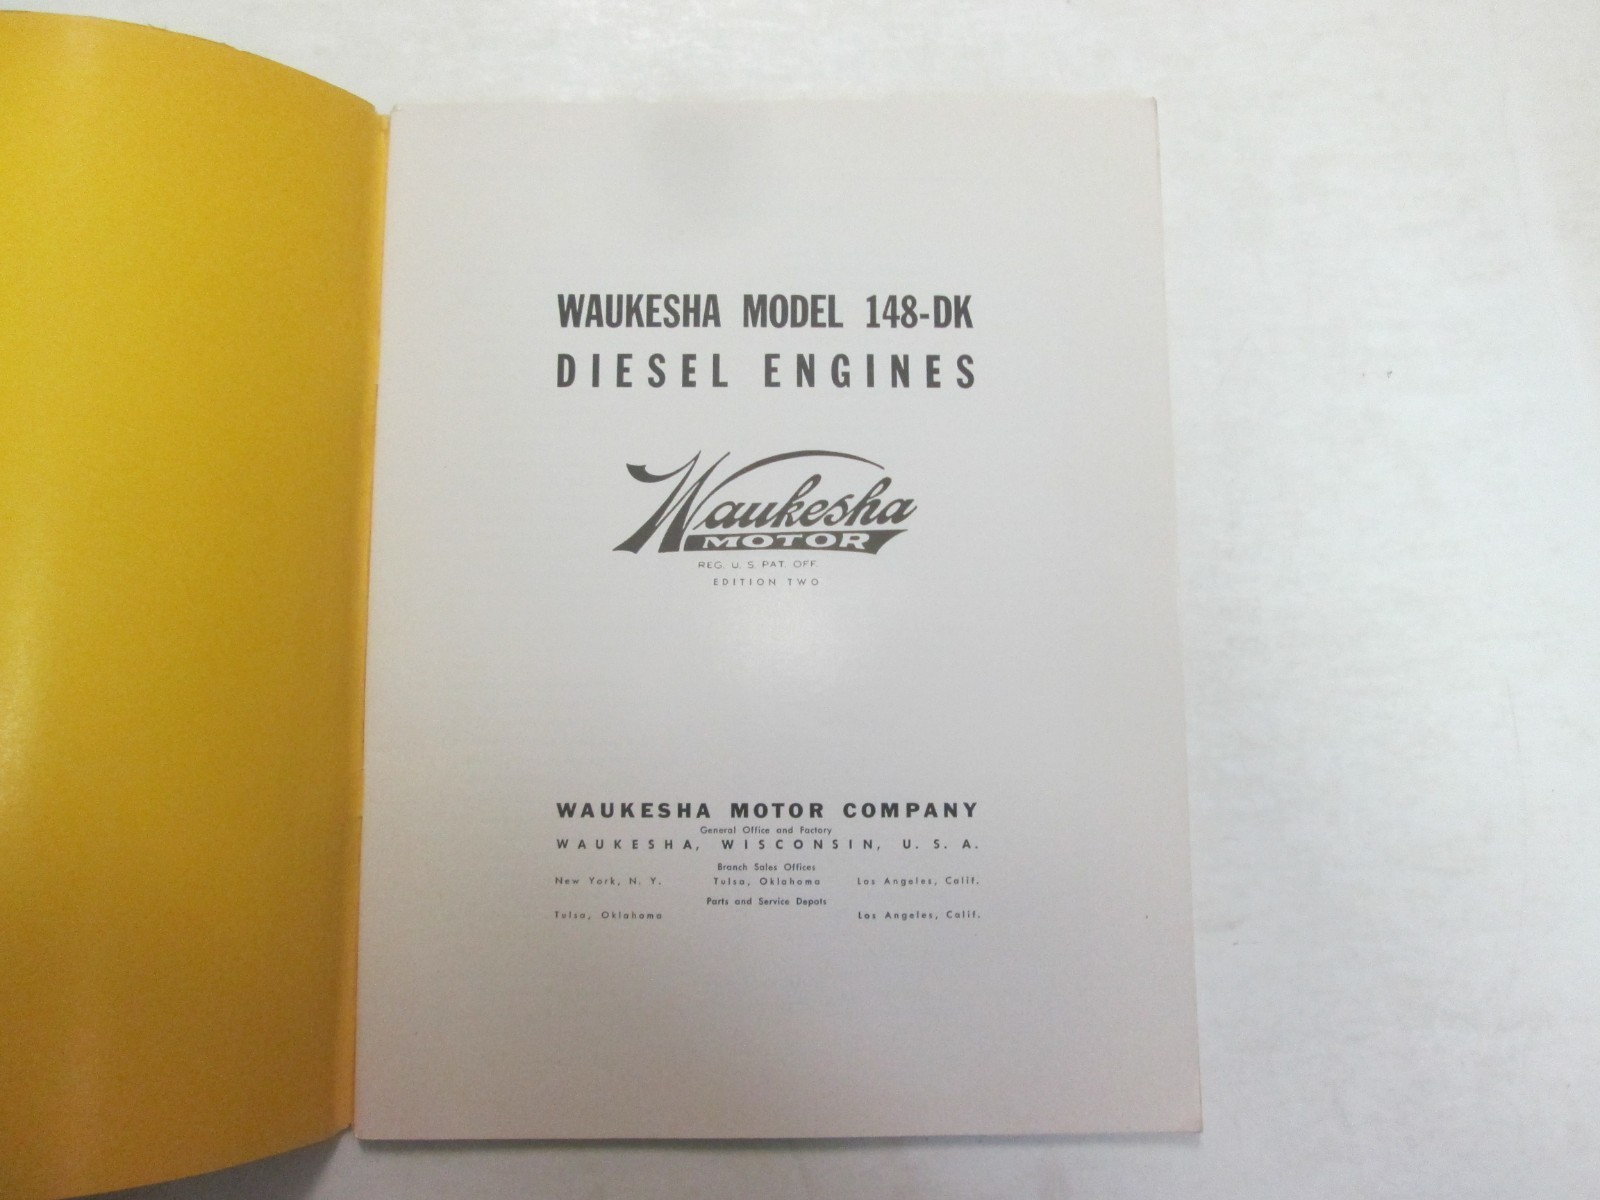 WAUKESHA MODEL 148-DK
DIESEL ENGINES
Waukesha
MOTOR
REG. U. S. PAT. OFF.
EDITION TWO
WAUKESHA MOTOR COMPANY
General Office and Factory
WAUKESHA, WISCONSIN, U. S. A.
Branch Sales Offices
New York, N. Y. Tulsa, Oklahoma Los Angeles, Calif.
Parts and Service Depots
Tulsa, Oklahoma Los Angeles, Calif.